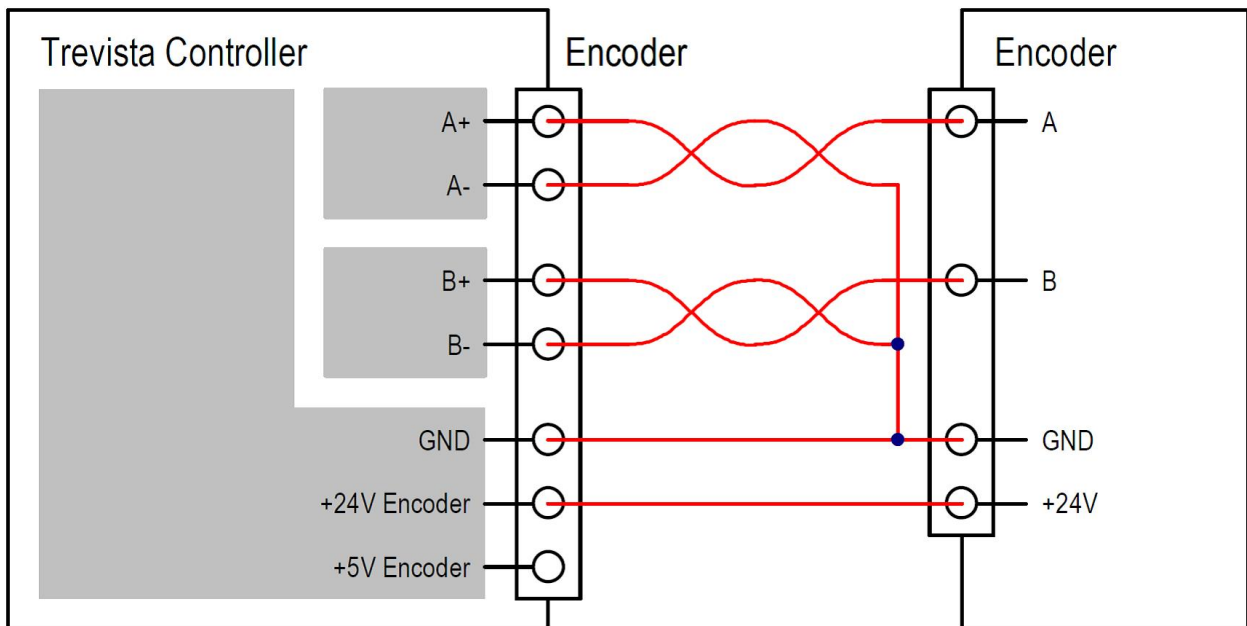 Trevista Controller
Encoder
Encoder
A+
A-
B+
B-
GND
+24V Encoder
+5V Encoder
A
B
GND
+24V